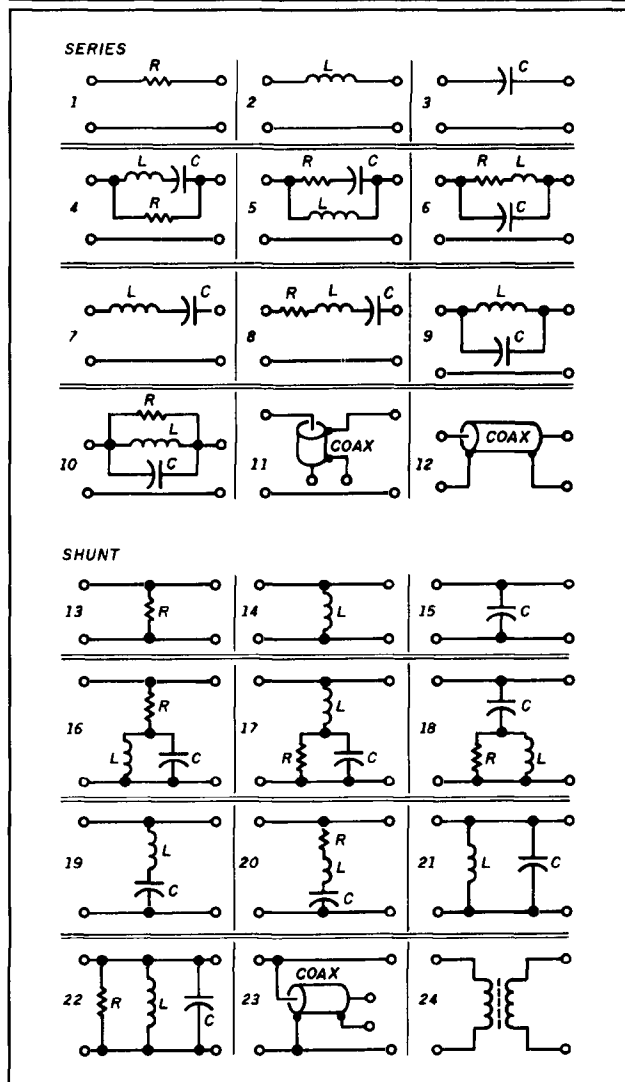 SERIES
1 R
2 L
3 C
4 L C R
5 R C L
6 R L C
7 L C
8 R L C
9 L C
10 R L C
11 COAX
12 COAX
SHUNT
13 R
14 L
15 C
16 R L C
17 L R C
18 C R L
19 L C
20 R L C
21 L C
22 R L C
23 COAX
24